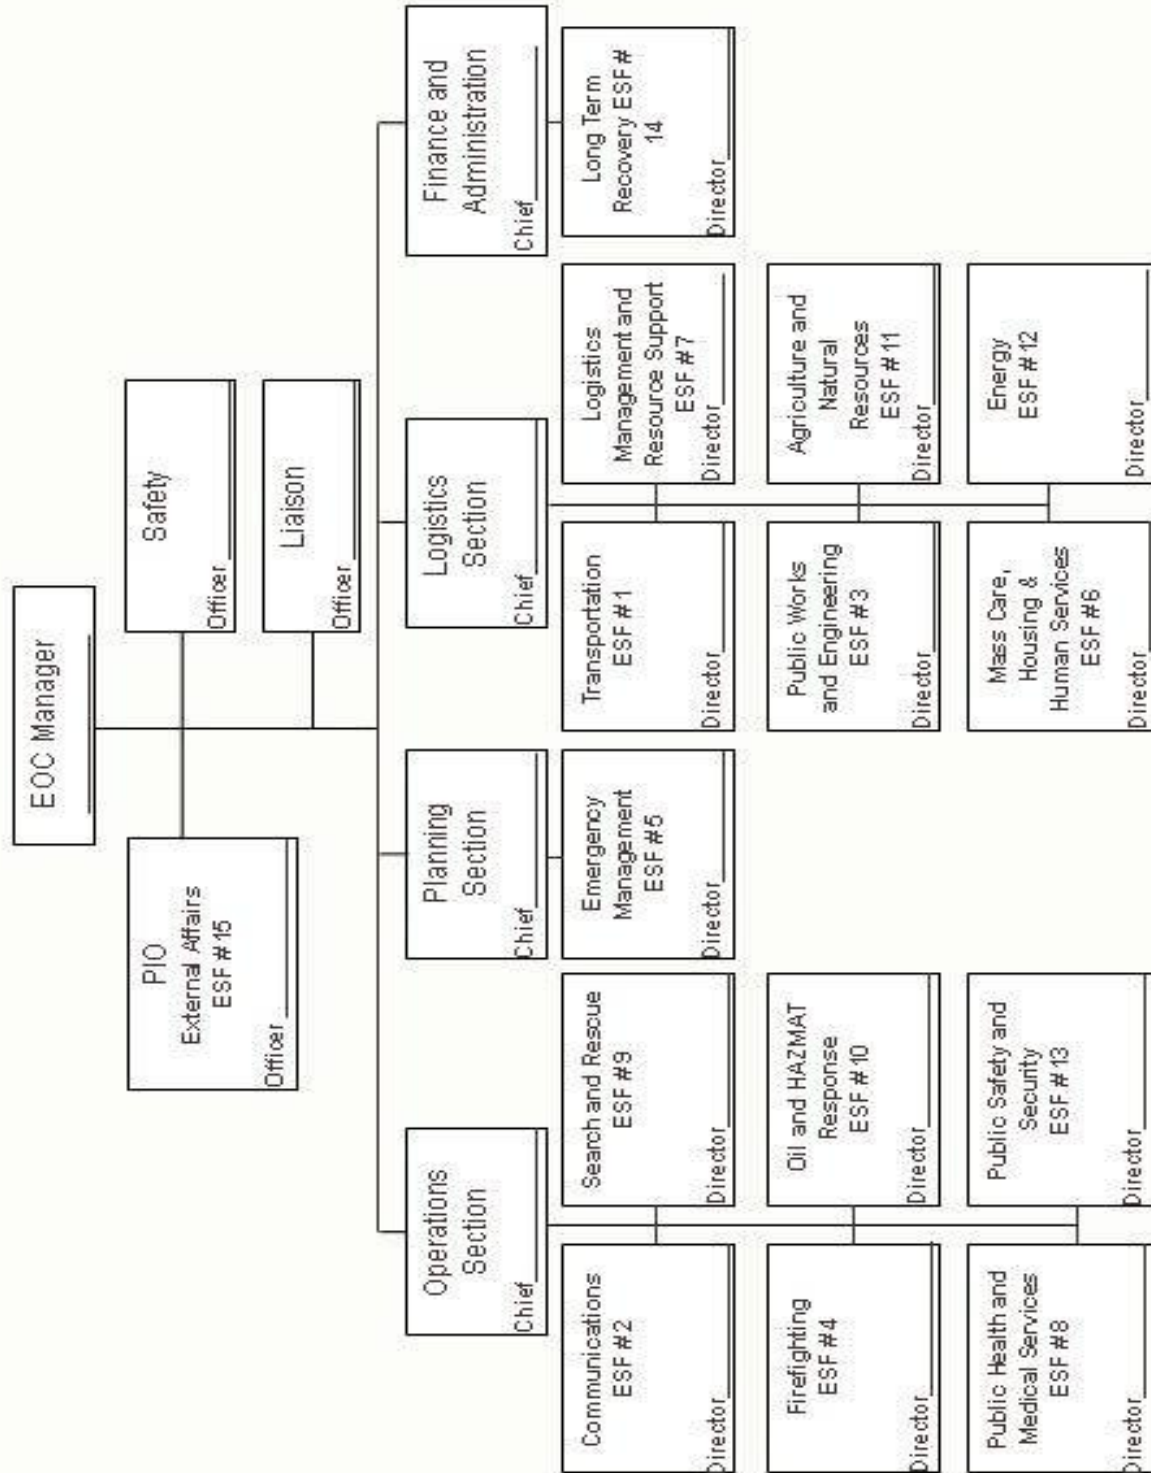 EOC Manager
PIO
External Affairs
ESF #15
Officer
Safety
Officer
Liaison
Officer
Operations
Section
Chief
Planning
Section
Chief
Logistics
Section
Chief
Finance and
Administration
Chief
Communications
ESF #2
Director
Search and Rescue
ESF #9
Director
Emergency
Management
ESF #5
Director
Transportation
ESF #1
Director
Logistics
Management and
Resource Support
ESF #7
Director
Long Term
Recovery ESF #
14
Director
Firefighting
ESF #4
Director
Oil and HAZMAT
Response
ESF #10
Director
Public Works
and Engineering
ESF #3
Director
Agriculture and
Natural
Resources
ESF #11
Director
Public Health and
Medical Services
ESF #8
Director
Public Safety and
Security
ESF #13
Director
Mass Care,
Housing &
Human Services
ESF #6
Director
Energy
ESF #12
Director